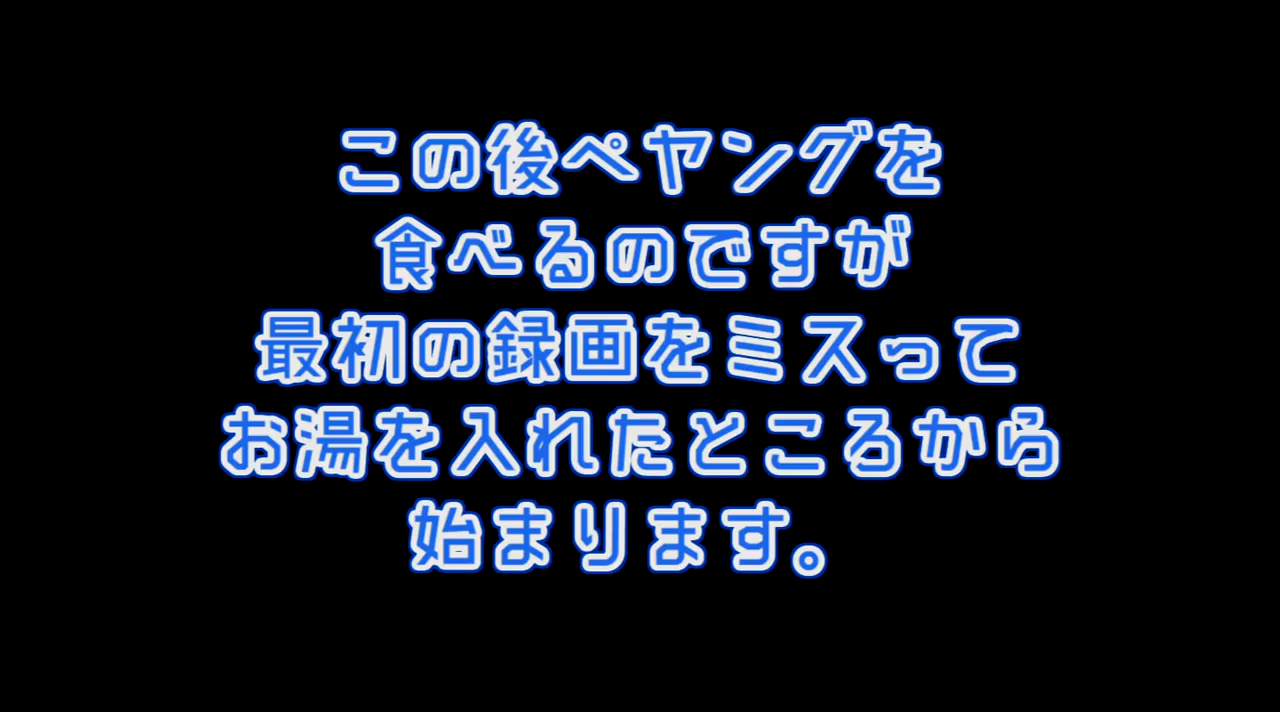 この後ペヤングを
食べるのですが
最初の録画をミスって
お湯を入れたところから
始まります。